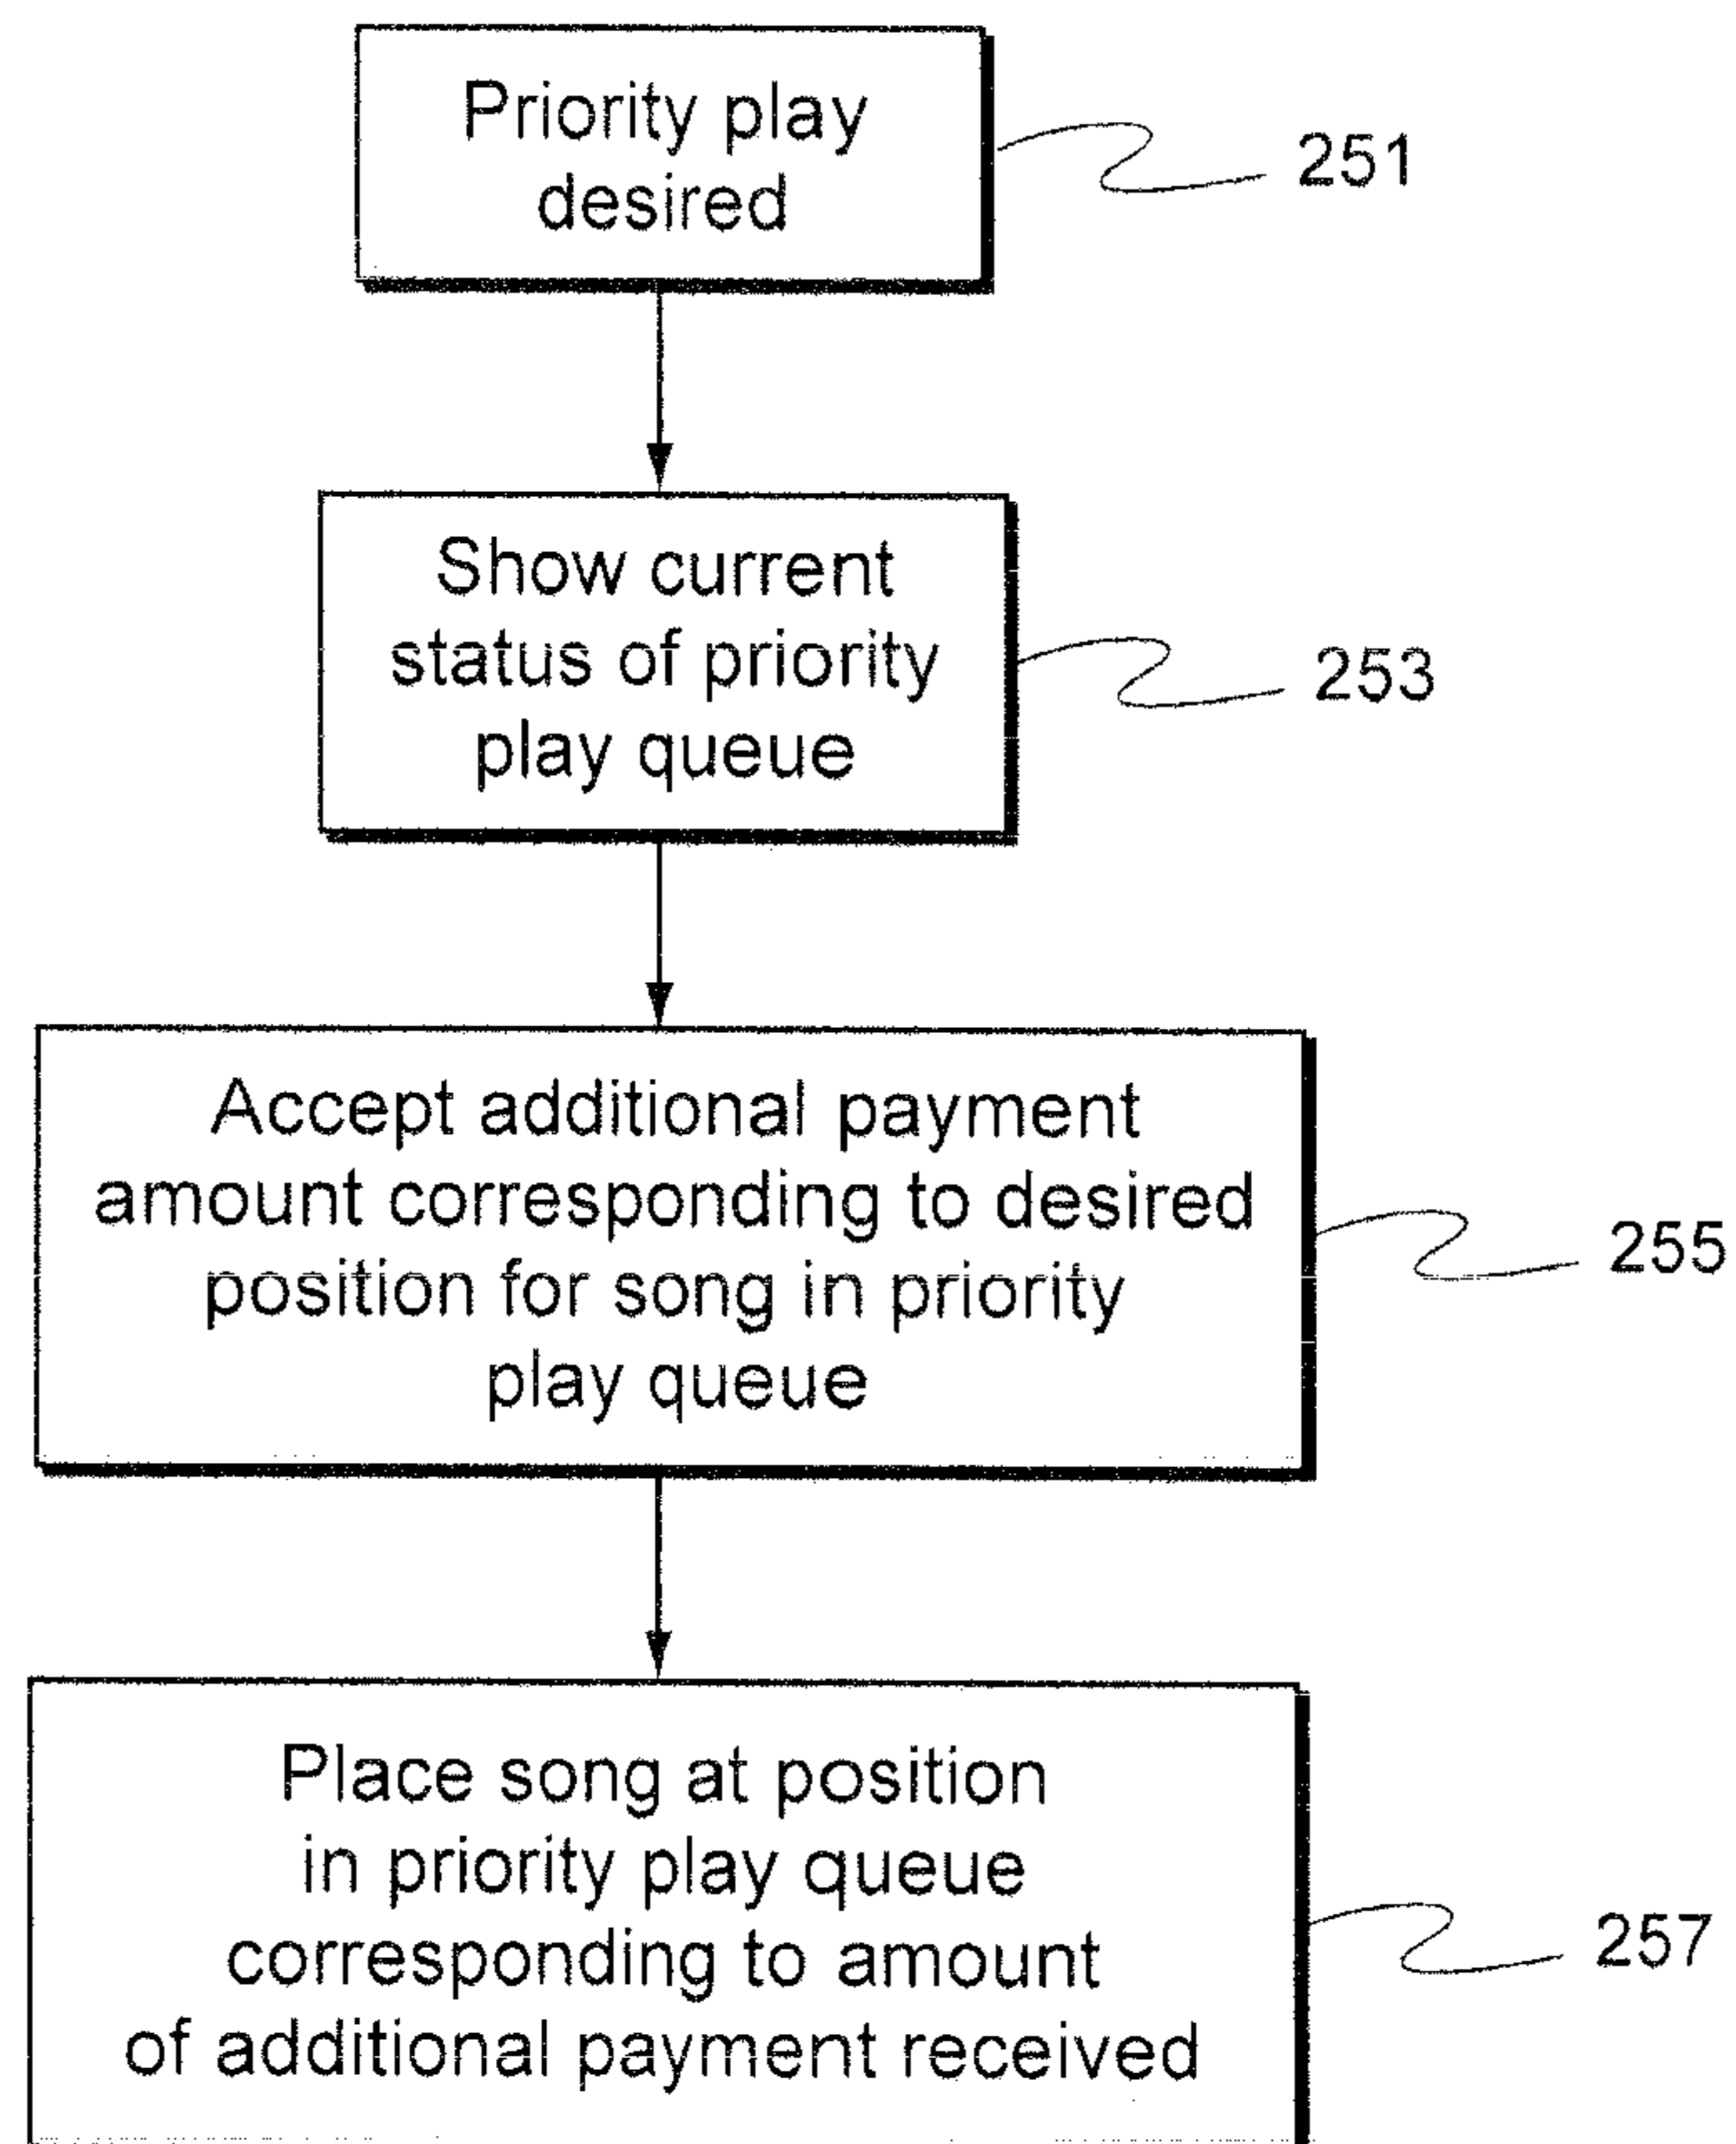 Priority play
desired
251
Show current
status of priority
play queue
253
Accept additional payment
amount corresponding to desired
position for song in priority
play queue
255
Place song at position
in priority play queue
corresponding to amount
of additional payment received
257